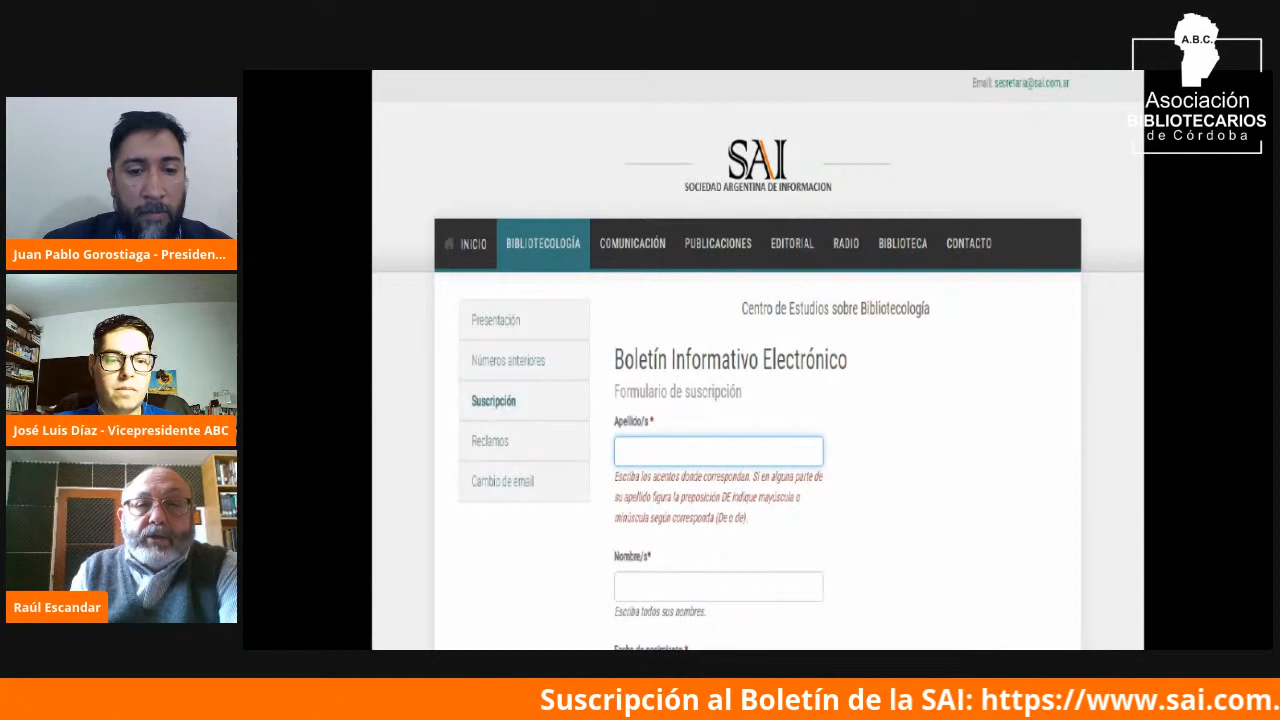 A.B.C.
Asociación
BIBLIOTECARIOS
de Córdoba
Email: secretaria@sai.com.ar
SAI
SOCIEDAD ARGENTINA DE INFORMACION
INICIO BIBLIOTECOLOGÍA COMUNICACIÓN PUBLICACIONES EDITORIAL RADIO BIBLIOTECA CONTACTO
Presentación
Números anteriores
Suscripción
Reclamos
Cambio de email
Centro de Estudios sobre Bibliotecología
Boletín Informativo Electrónico
Formulario de suscripción
Apellido/s *
Escriba los acentos donde correspondan. Si en alguna parte de
su apellido figura la preposición DE indique mayúscula o
minúscula según corresponda (De o de).
Nombre/s*
Escriba todos sus nombres.
Fecha de nacimiento *
Juan Pablo Gorostiaga - Presiden...
José Luis Díaz - Vicepresidente ABC
Raúl Escandar
Suscripción al Boletín de la SAI: https://www.sai.com.